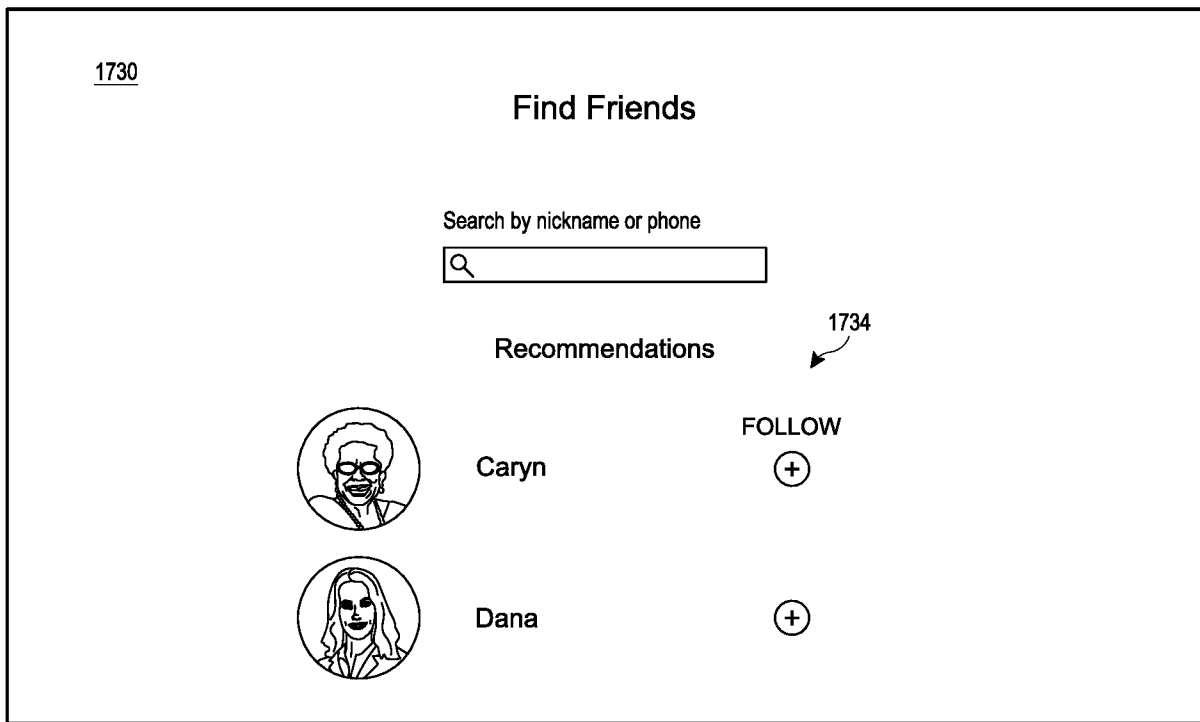 1730
Find Friends
Search by nickname or phone
1734
Recommendations
FOLLOW
Caryn
Dana